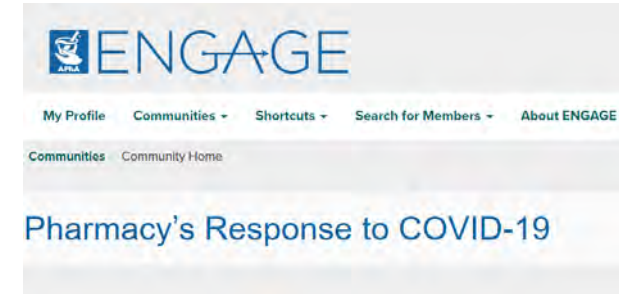 APhA
ENGAGE
My Profile Communities Shortcuts Search for Members About ENGAGE
Communities Community Home
Pharmacy's Response to COVID-19